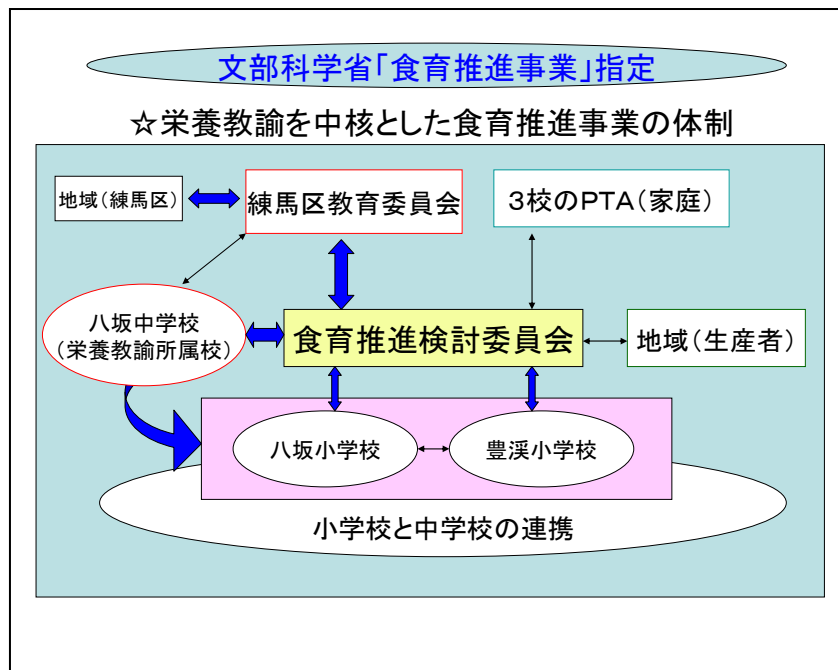 文部科学省「食育推進事業」指定
☆栄養教諭を中核とした食育推進事業の体制
地域(練馬区)
練馬区教育委員会
3校のPTA(家庭)
八坂中学校
(栄養教諭所属校)
食育推進検討委員会
地域(生産者)
八坂小学校
豊渓小学校
小学校と中学校の連携